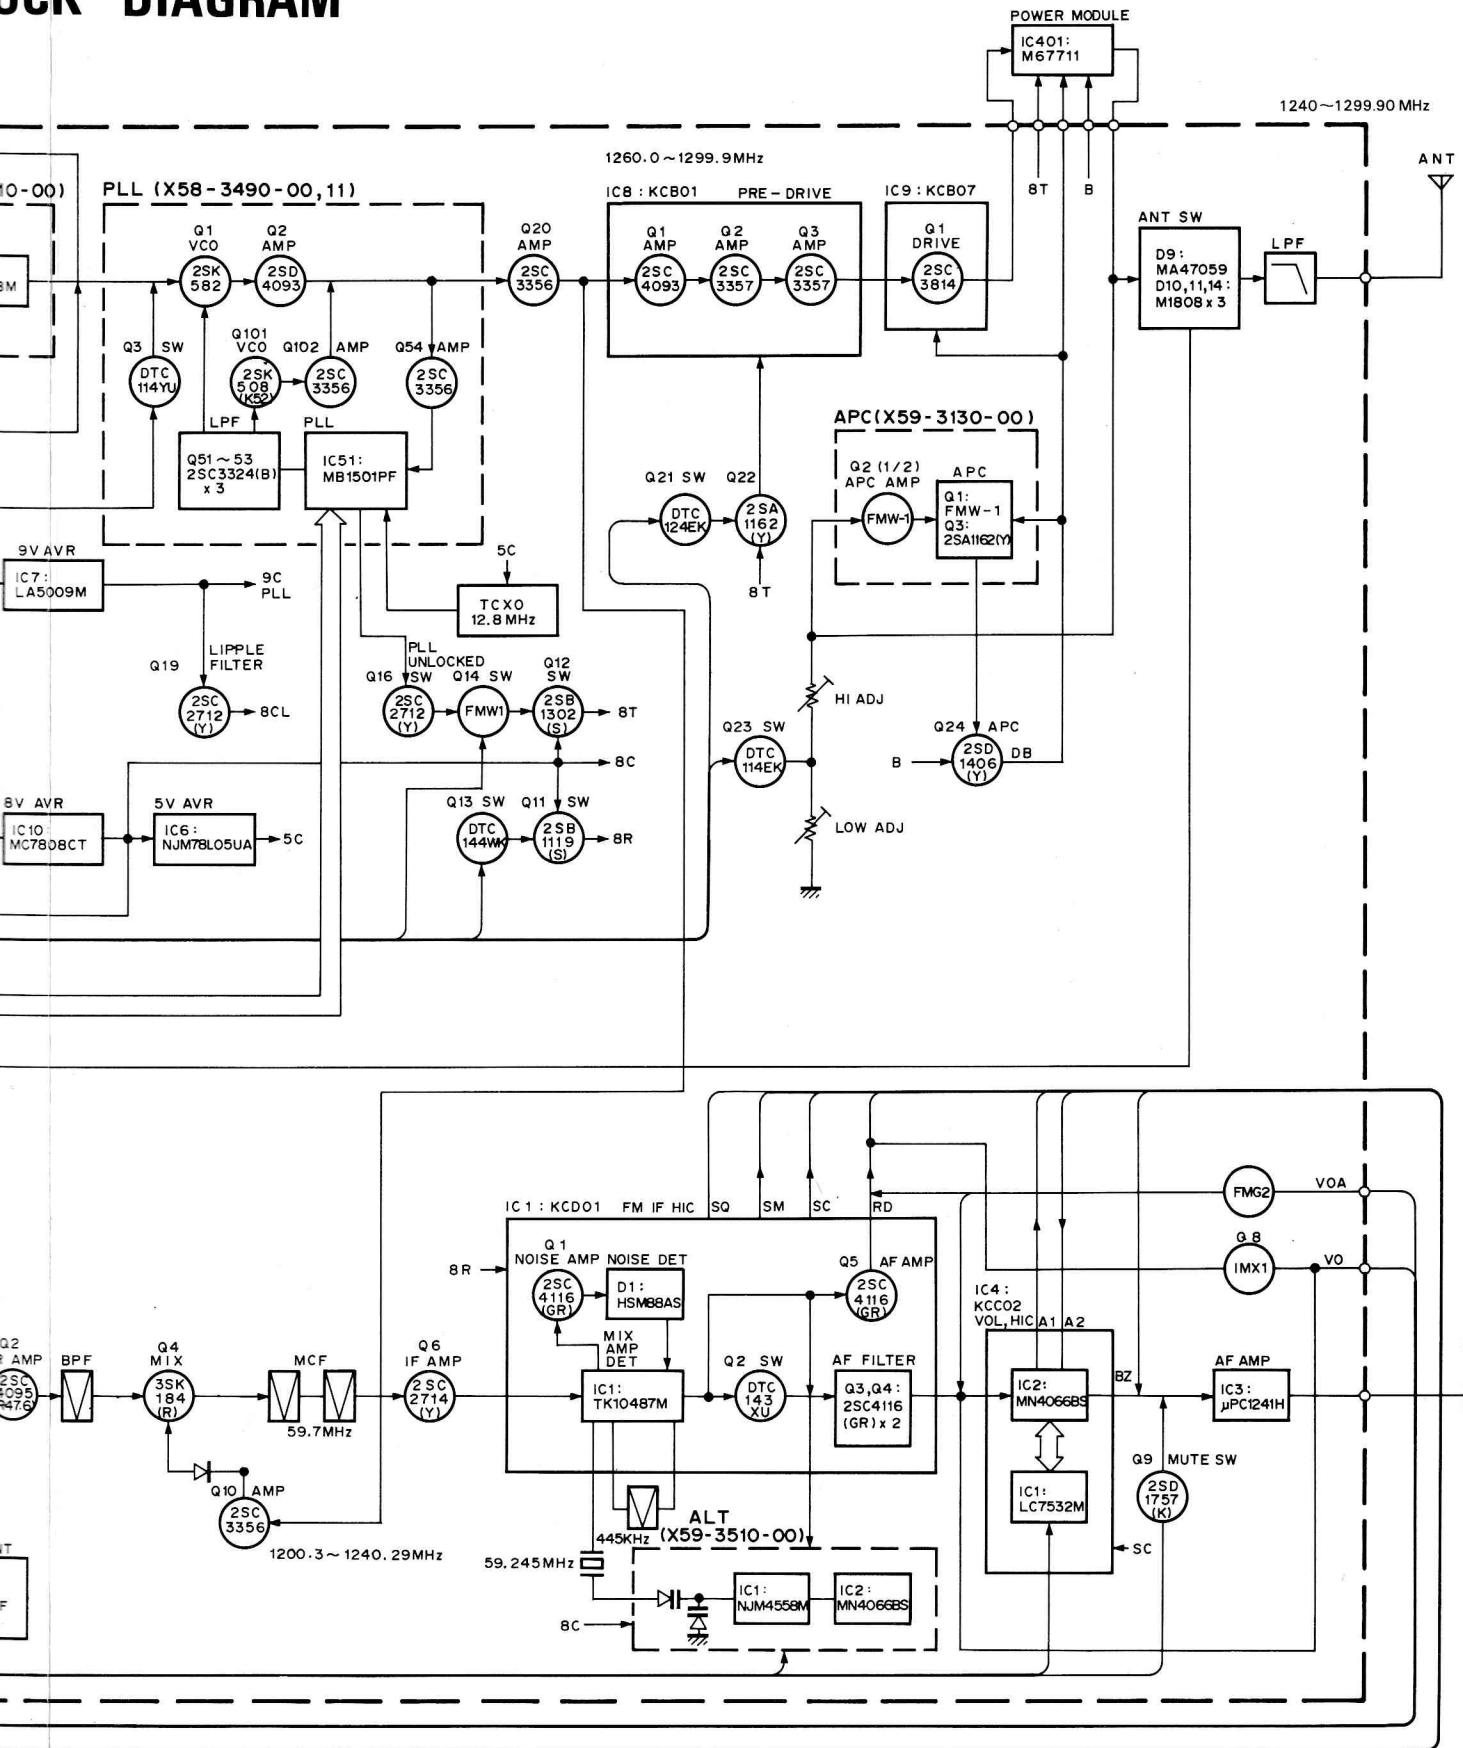 DIAGRAM
POWER MODULE
IC401:
M67711
1240~1299.90 MHz
ANT
8T
B
1260.0~1299.9MHz
IC8 : KCB01
PRE-DRIVE
IC9 : KCB07
Q1
AMP
2SC
4093
Q2
AMP
2SC
3357
Q3
AMP
2SC
3357
Q1
DRIVE
2SC
3814
ANT SW
D9:
MA47059
D10,11,14:
M1808 x 3
LPF
PLL (X58-3490-00,11)
Q1
VCO
2SK
582
Q2
AMP
2SD
4093
Q20
AMP
2SC
3356
Q3 SW
DTC
114YU
Q101
VCO
2SK
508
(K52)
Q102 AMP
2SC
3356
Q54 AMP
2SC
3356
LPF
Q51~53
2SC3324(B)
x 3
PLL
IC51:
MB1501PF
APC(X59-3130-00)
Q2 (1/2)
APC AMP
FMW-1
APC
Q1:
FMW-1
Q3:
2SA1162(Y)
Q21 SW
DTC
124EK
Q22
2SA
1162
(Y)
8T
9V AVR
IC7:
LA5009M
9C
PLL
5C
TCXO
12.8MHz
Q19
LIPPLE
FILTER
2SC
2712
(Y)
8CL
PLL
UNLOCKED
Q16 SW
2SC
2712
(Y)
Q14 SW
FMW1
Q12
SW
2SB
1302
(S)
8T
8C
HI ADJ
Q23 SW
DTC
114EK
LOW ADJ
Q24 APC
B
2SD
1406
(Y)
DB
8V AVR
IC10:
MC7808CT
5V AVR
IC6:
NJM78L05UA
5C
Q13 SW
DTC
144WK
Q11 SW
2SB
1119
(S)
8R
IC1 : KCD01
FM IF HIC
SQ
SM
SC
RD
FMG2
VOA
Q8
IMX1
VO
8R
Q1
NOISE AMP
2SC
4116
(GR)
NOISE DET
D1:
HSM88AS
Q5 AF AMP
2SC
4116
(GR)
IC4:
KCC02
VOL,HIC
A1
A2
MIX
AMP
DET
IC1:
TK10487M
Q2 SW
DTC
143
XU
AF FILTER
Q3,Q4:
2SC4116
(GR) x 2
IC2:
MN4066BS
BZ
AF AMP
IC3:
μPC1241H
IC1:
LC7532M
Q9 MUTE SW
2SD
1757
(K)
SC
Q2
AMP
BPF
Q4
MIX
3SK
184
(R)
MCF
59.7MHz
Q6
IF AMP
2SC
2714
(Y)
Q10 AMP
2SC
3356
1200.3~1240.29MHz
445KHz
59.245MHz
ALT
(X59-3510-00)
8C
IC1:
NJM4558M
IC2:
MN4066BS